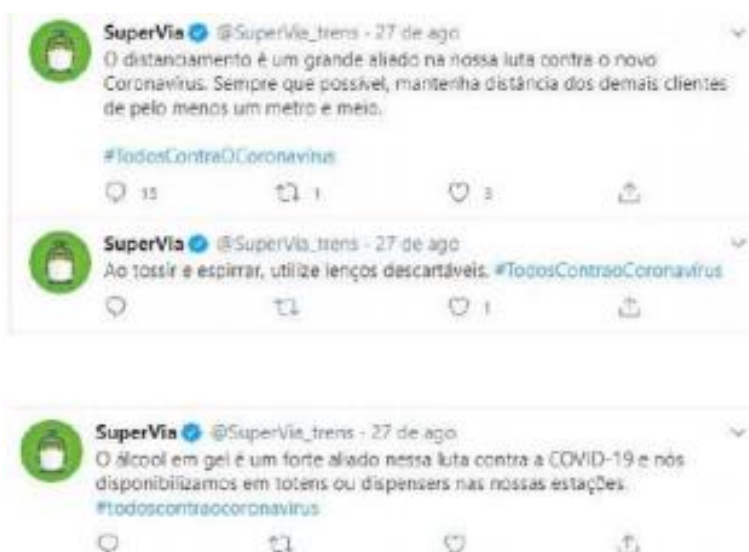 SuperVia @SuperVia_trens - 27 de ago
O distanciamento é um grande aliado na nossa luta contra o novo
Coronavírus. Sempre que possível, mantenha distância dos demais clientes
de pelo menos um metro e meio.
#TodosContraOCoronavírus
15 1 3
SuperVia @SuperVia_trens - 27 de ago
Ao tossir e espirrar, utilize lenços descartáveis. #TodosContraoCoronavírus
1
SuperVia @SuperVia_trens - 27 de ago
O álcool em gel é um forte aliado nessa luta contra a COVID-19 e nós
disponibilizamos em totens ou dispensers nas nossas estações.
#todoscontraocoronavirus